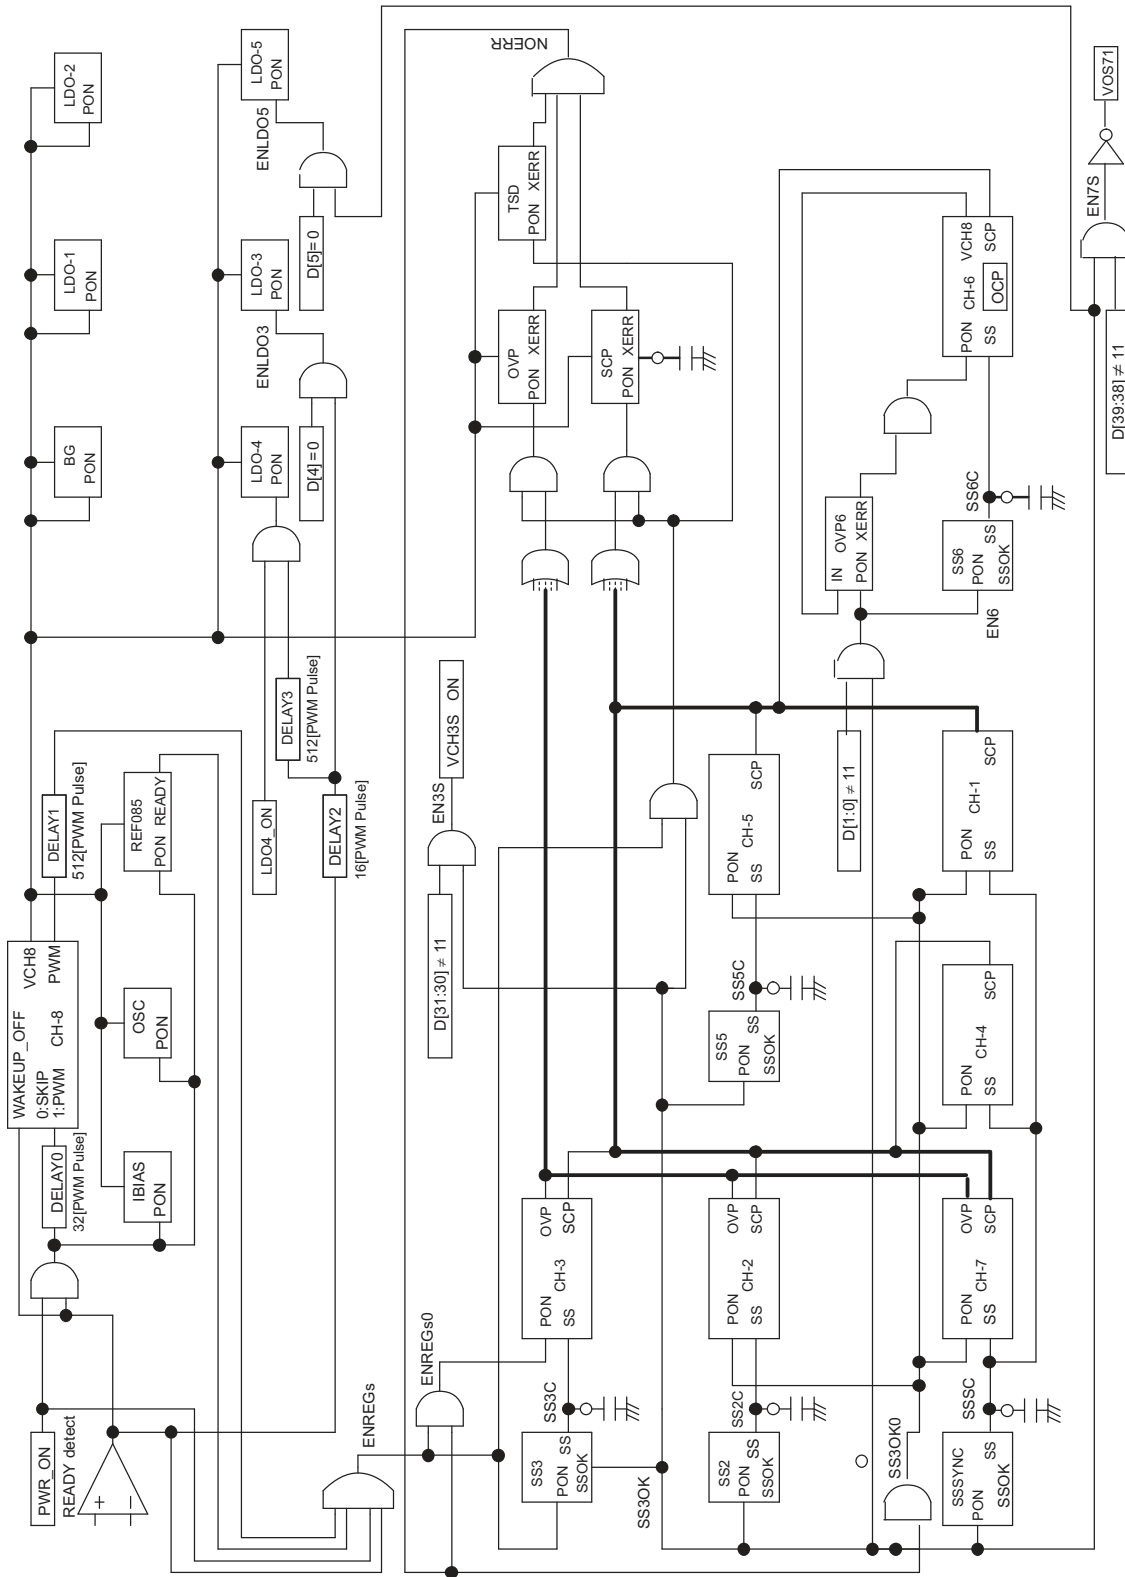 PWR_ON
READY detect
DELAY0
32[PWM Pulse]
WAKEUP_OFF
0:SKIP
1:PWM
CH-8
VCH8
PWM
DELAY1
512[PWM Pulse]
IBIAS
PON
OSC
PON
REF085
PON READY
BG
PON
LDO-1
PON
LDO-2
PON
LDO4_ON
DELAY3
512[PWM Pulse]
DELAY2
16[PWM Pulse]
LDO-4
PON
D[4] = 0
ENLDO3
LDO-3
PON
D[5]= 0
ENLDO5
LDO-5
PON
ENREGs
ENREGs0
SS3
PON
SS
SSOK
SS3C
SS3OK
PON
SS
CH-3
OVP
SCP
D[31:30] ≠ 11
EN3S
VCH3S ON
OVP
PON XERR
SCP
PON XERR
TSD
PON XERR
NOERR
SS2
PON
SS
SSOK
SS2C
PON
SS
CH-2
OVP
SCP
SS5
PON
SS
SSOK
SS5C
PON
SS
CH-5
SCP
SS3OK0
SSSYNC
PON
SS
SSOK
SSSC
PON
SS
CH-7
OVP
SCP
PON
SS
CH-4
SCP
PON
SS
CH-1
SCP
D[1:0] ≠ 11
EN6
IN OVP6
PON XERR
SS6
PON
SS
SSOK
SS6C
PON
SS
CH-6
OCP
VCH8
SCP
D[39:38] ≠ 11
EN7S
VOS71